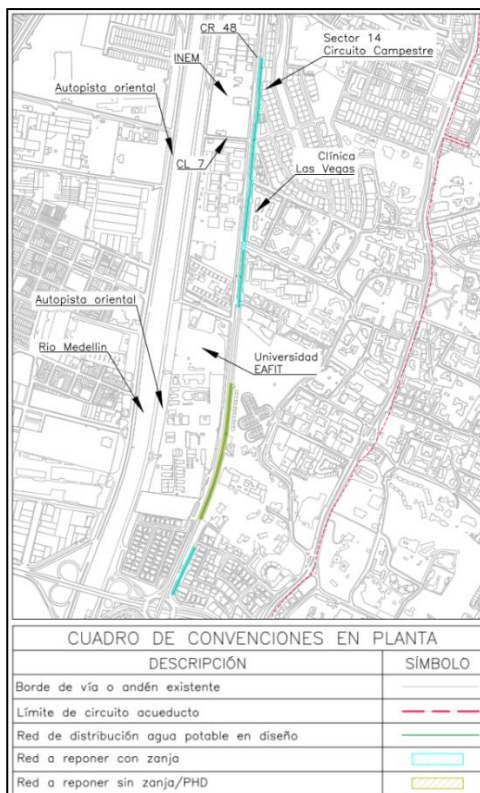 CR 48
Sector 14
Circuito Campestre
INEM
Autopista oriental
CL 7
Clínica
Las Vegas
Autopista oriental
Rio Medellin
Universidad
EAFIT
CUADRO DE CONVENCIONES EN PLANTA
DESCRIPCIÓN SÍMBOLO
Borde de vía o andén existente
Límite de circuito acueducto
Red de distribución agua potable en diseño
Red a reponer con zanja
Red a reponer sin zanja/PHD